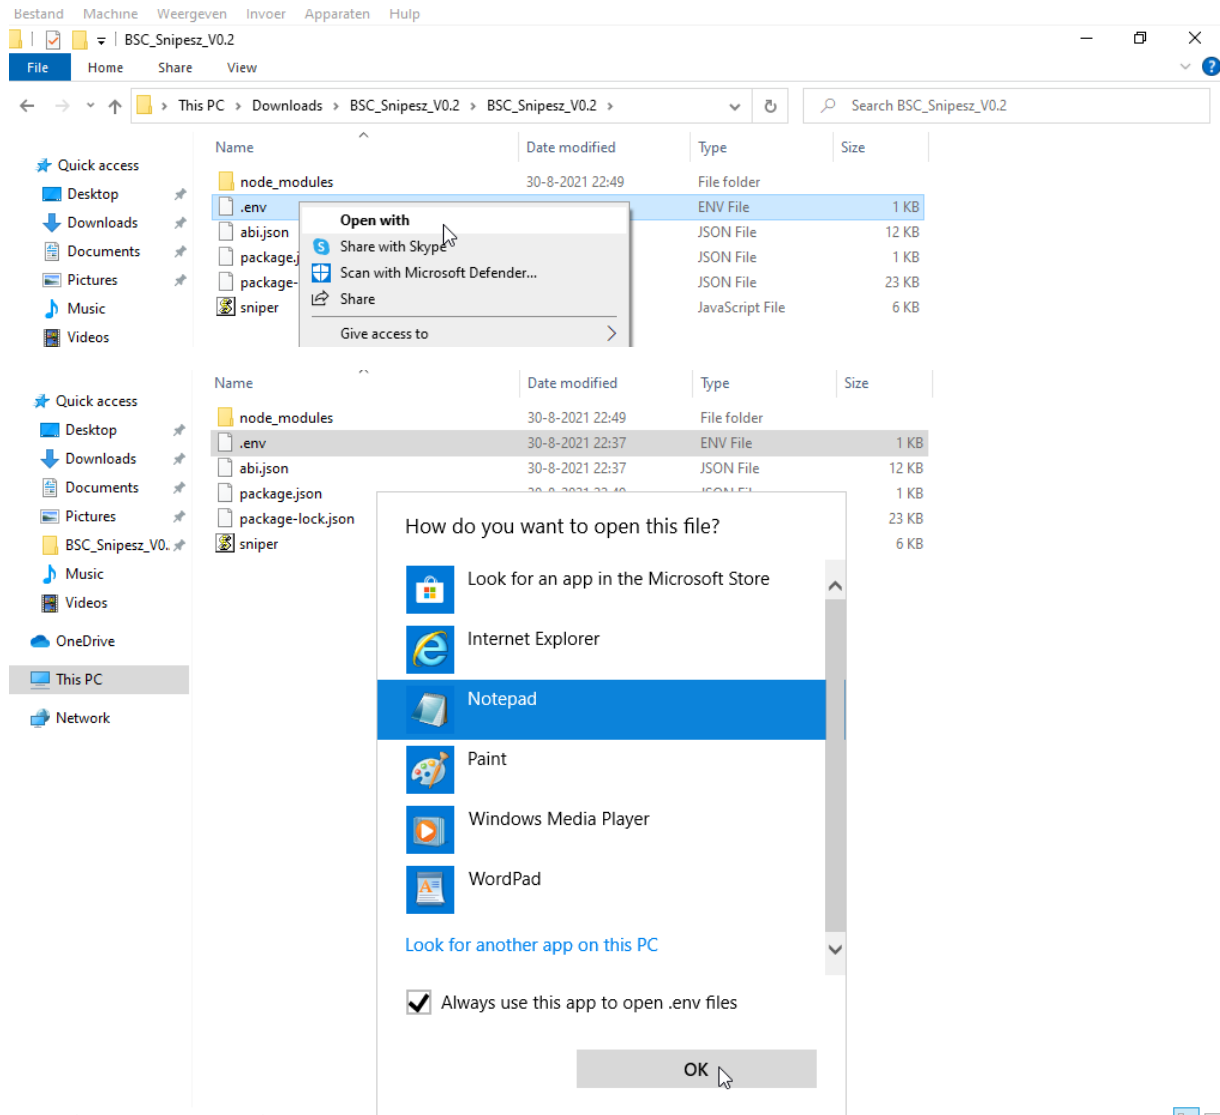 Bestand Machine Weergeven Invoer Apparaten Hulp
BSC_Snipesz_V0.2
File Home Share View
This PC > Downloads > BSC_Snipesz_V0.2 > BSC_Snipesz_V0.2 >
Search BSC_Snipesz_V0.2
Name Date modified Type Size
Quick access
Desktop
Downloads
Documents
Pictures
Music
Videos
node_modules 30-8-2021 22:49 File folder
.env ENV File 1 KB
abi.json JSON File 12 KB
package.j JSON File 1 KB
package- JSON File 23 KB
sniper JavaScript File 6 KB
Open with
Share with Skype
Scan with Microsoft Defender...
Share
Give access to
Name Date modified Type Size
Quick access
Desktop
Downloads
Documents
Pictures
BSC_Snipesz_V0.
Music
Videos
OneDrive
This PC
Network
node_modules 30-8-2021 22:49 File folder
.env 30-8-2021 22:37 ENV File 1 KB
abi.json 30-8-2021 22:37 JSON File 12 KB
package.json 1 KB
package-lock.json 23 KB
sniper 6 KB
How do you want to open this file?
Look for an app in the Microsoft Store
Internet Explorer
Notepad
Paint
Windows Media Player
WordPad
Look for another app on this PC
Always use this app to open .env files
OK